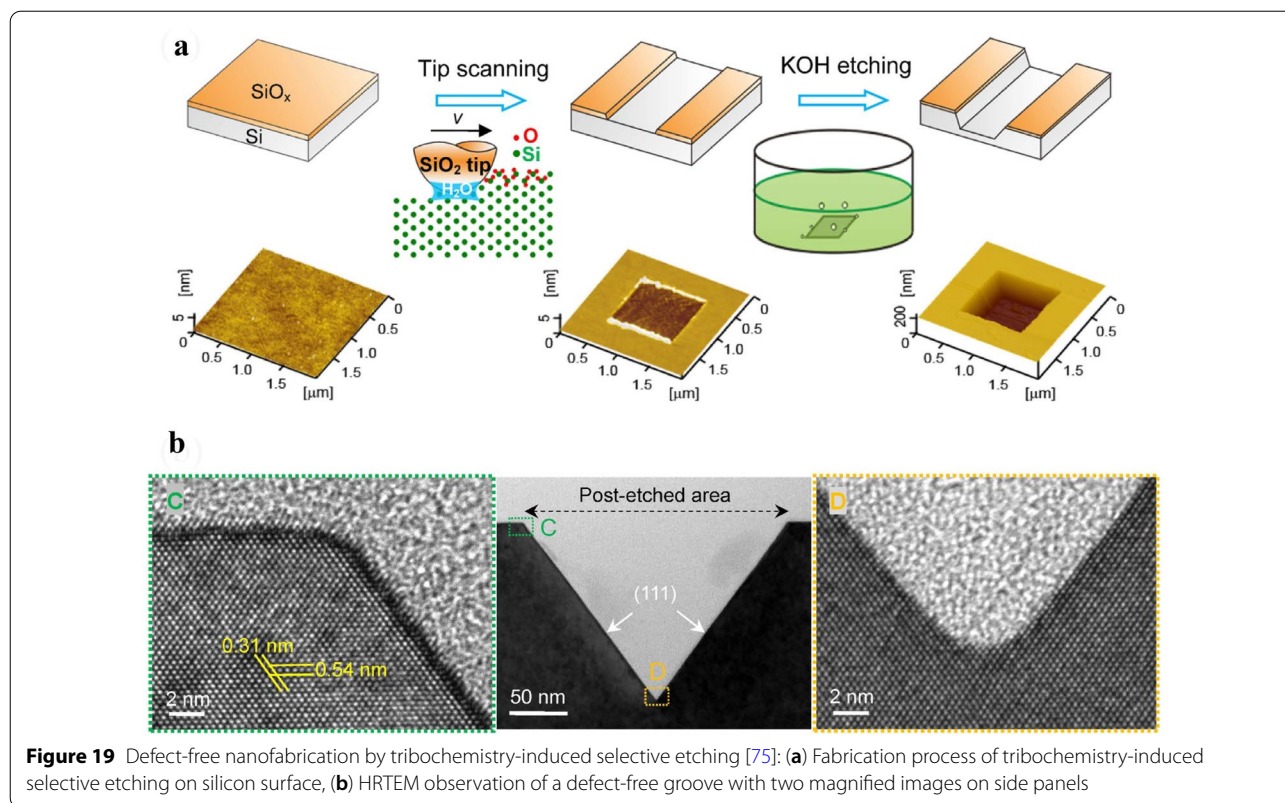 a
Tip scanning
KOH etching
SiOₓ
Si
v
O
Si
SiO₂ tip
H₂O
[nm]
5
0
0.5
1.0
1.5
[μm]
0
0.5
1.0
1.5
[nm]
5
0
0.5
1.0
1.5
[μm]
0
0.5
1.0
1.5
[nm]
200
0
0.5
1.0
1.5
[μm]
0
0.5
1.0
1.5
b
C
0.31 nm
0.54 nm
2 nm
Post-etched area
C
(111)
D
50 nm
D
2 nm
Figure 19 Defect-free nanofabrication by tribochemistry-induced selective etching [75]: (a) Fabrication process of tribochemistry-induced
selective etching on silicon surface, (b) HRTEM observation of a defect-free groove with two magnified images on side panels